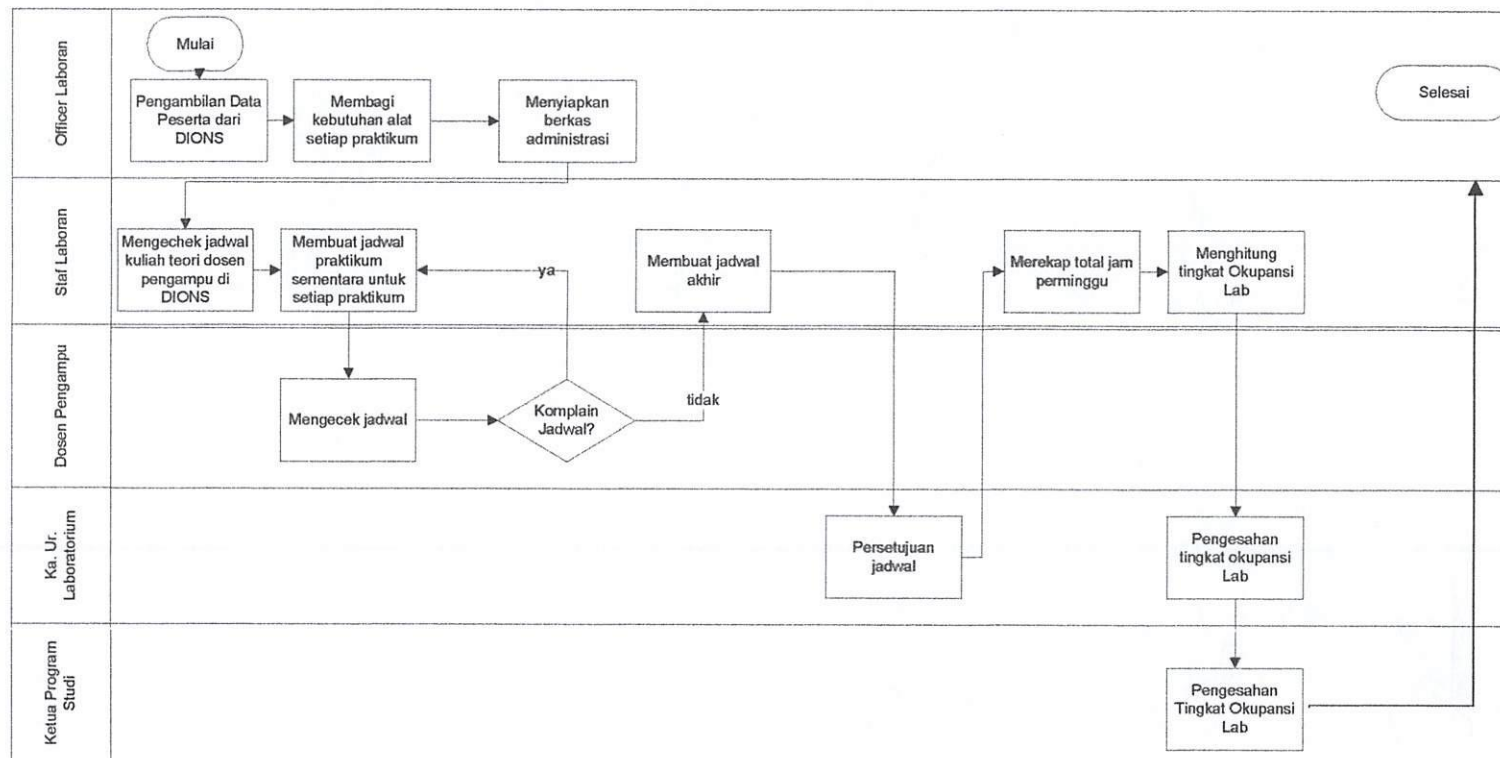 Officer Laboran
Mulai
Pengambilan Data
Peserta dari
DIONS
Membagi
kebutuhan alat
setiap praktikum
Menyiapkan
berkas
administrasi
Selesai
Staf Laboran
Mengechek jadwal
kuliah teori dosen
pengampu di
DIONS
Membuat jadwal
praktikum
sementara untuk
setiap praktikum
ya
Membuat jadwal
akhir
Merekap total jam
perminggu
Menghitung
tingkat Okupansi
Lab
Dosen Pengampu
Mengecek jadwal
Komplain
Jadwal?
tidak
Ka. Ur.
Laboratorium
Persetujuan
jadwal
Pengesahan
tingkat okupansi
Lab
Ketua Program
Studi
Pengesahan
Tingkat Okupansi
Lab